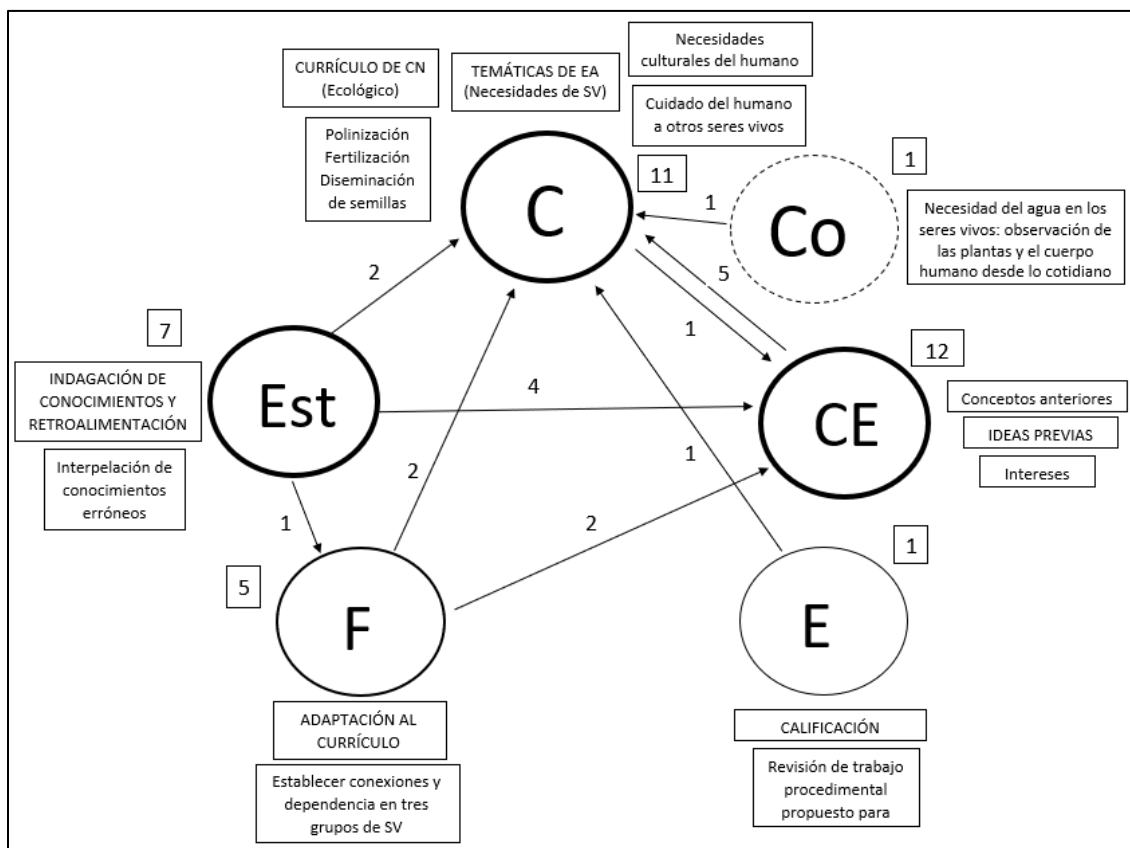 Necesidades
culturales del humano
CURRÍCULO DE CN
(Ecológico)
TEMÁTICAS DE EA
(Necesidades de SV)
Cuidado del humano
a otros seres vivos
Polinización
Fertilización
Diseminación
de semillas
C
11
1
Co
1
Necesidad del agua en los
seres vivos: observación de
las plantas y el cuerpo
humano desde lo cotidiano
2
5
1
7
INDAGACIÓN DE
CONOCIMIENTOS Y
RETROALIMENTACIÓN
Interpelación de
conocimientos
erróneos
Est
4
12
CE
Conceptos anteriores
IDEAS PREVIAS
Intereses
2
1
1
2
5
F
1
E
ADAPTACIÓN AL
CURRÍCULO
Establecer conexiones y
dependencia en tres
grupos de SV
CALIFICACIÓN
Revisión de trabajo
procedimental
propuesto para